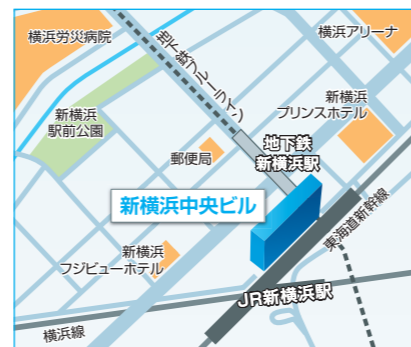 横浜労災病院
地下鉄ブルーライン
横浜アリーナ
新横浜
駅前公園
新横浜
プリンスホテル
郵便局
地下鉄
新横浜駅
新横浜中央ビル
東海道新幹線
新横浜
フジビューホテル
JR新横浜駅
横浜線